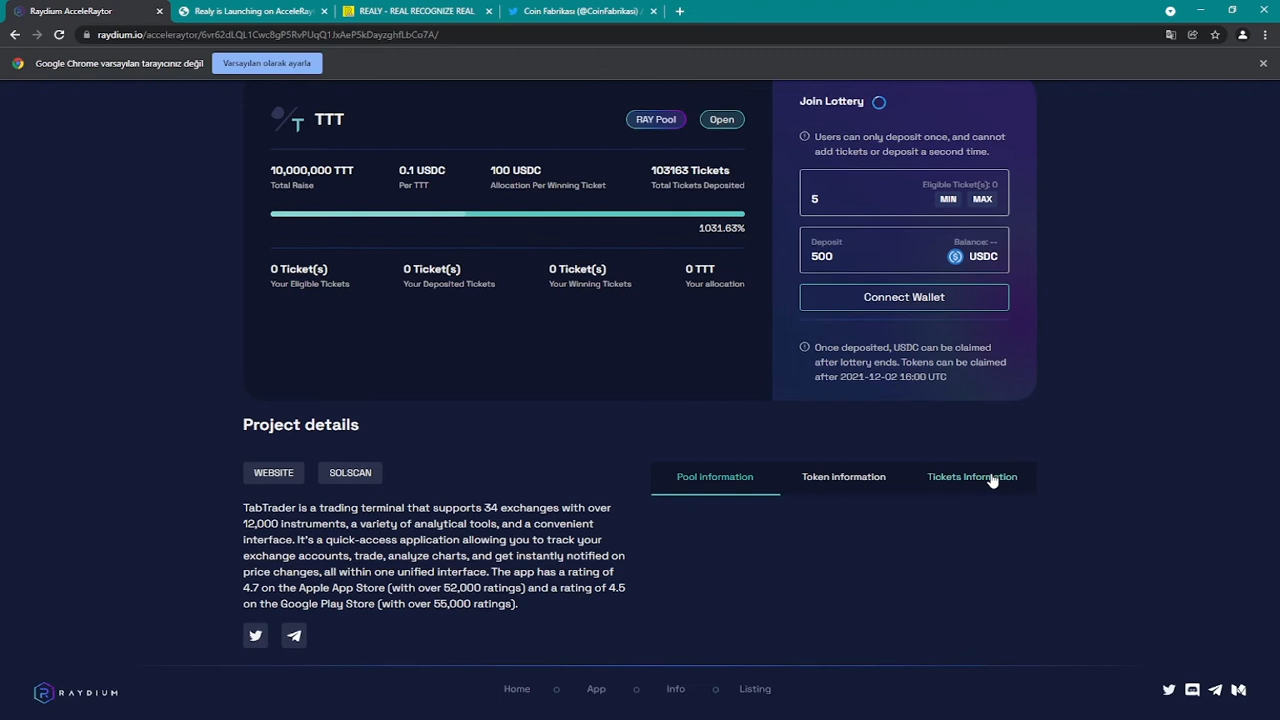 Raydium AcceleRaytor
Realy is Launching on AcceleRay
REALY - REAL RECOGNIZE REAL
Coin Fabrikası (@CoinFabrikasi) /
raydium.io/acceleraytor/6vr62dLQL1Cwc8gP5RvPUqQ1JxAeP5kDayzghfLbCo7A/
Google Chrome varsayılan tarayıcınız değil
Varsayılan olarak ayarla
TTT
RAY Pool
Open
10,000,000 TTT
0.1 USDC
100 USDC
103163 Tickets
Total Raise
Per TTT
Allocation Per Winning Ticket
Total Tickets Deposited
1031.63%
0 Ticket(s)
0 Ticket(s)
0 Ticket(s)
0 TTT
Your Eligible Tickets
Your Deposited Tickets
Your Winning Tickets
Your allocation
Join Lottery
Users can only deposit once, and cannot
add tickets or deposit a second time.
Eligible Ticket(s): 0
5
MIN
MAX
Deposit
Balance: --
500
USDC
Connect Wallet
Once deposited, USDC can be claimed
after lottery ends. Tokens can be claimed
after 2021-12-02 16:00 UTC
Project details
WEBSITE
SOLSCAN
TabTrader is a trading terminal that supports 34 exchanges with over
12,000 instruments, a variety of analytical tools, and a convenient
interface. It's a quick-access application allowing you to track your
exchange accounts, trade, analyze charts, and get instantly notified on
price changes, all within one unified interface. The app has a rating of
4.7 on the Apple App Store (with over 52,000 ratings) and a rating of 4.5
on the Google Play Store (with over 55,000 ratings).
Pool information
Token information
Tickets Information
RAYDIUM
Home
App
Info
Listing